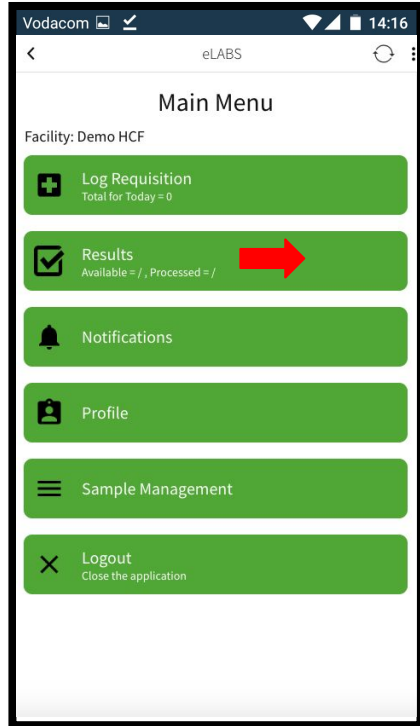 Vodacom 14:16
eLABS
Main Menu
Facility: Demo HCF
Log Requisition
Total for Today = 0
Results
Available = / , Processed = /
Notifications
Profile
Sample Management
Logout
Close the application